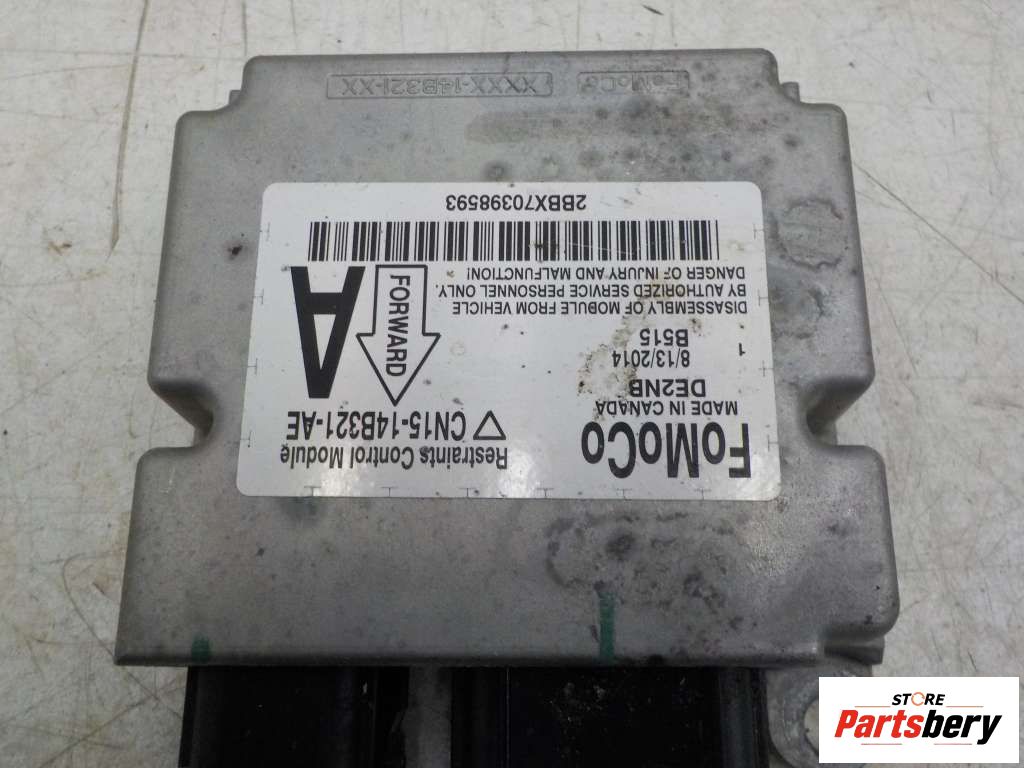 FoMoCo
Restraints Control Module
MADE IN CANADA
CN15-14B321-AE
DE2NB
8/13/2014
1
B515
FORWARD
A
DISASSEMBLY OF MODULE FROM VEHICLE
BY AUTHORIZED SERVICE PERSONNEL ONLY.
DANGER OF INJURY AND MALFUNCTION!
2BBX70398593
FoMoCo
XXXX-14B321-XX
STORE
Partsbery